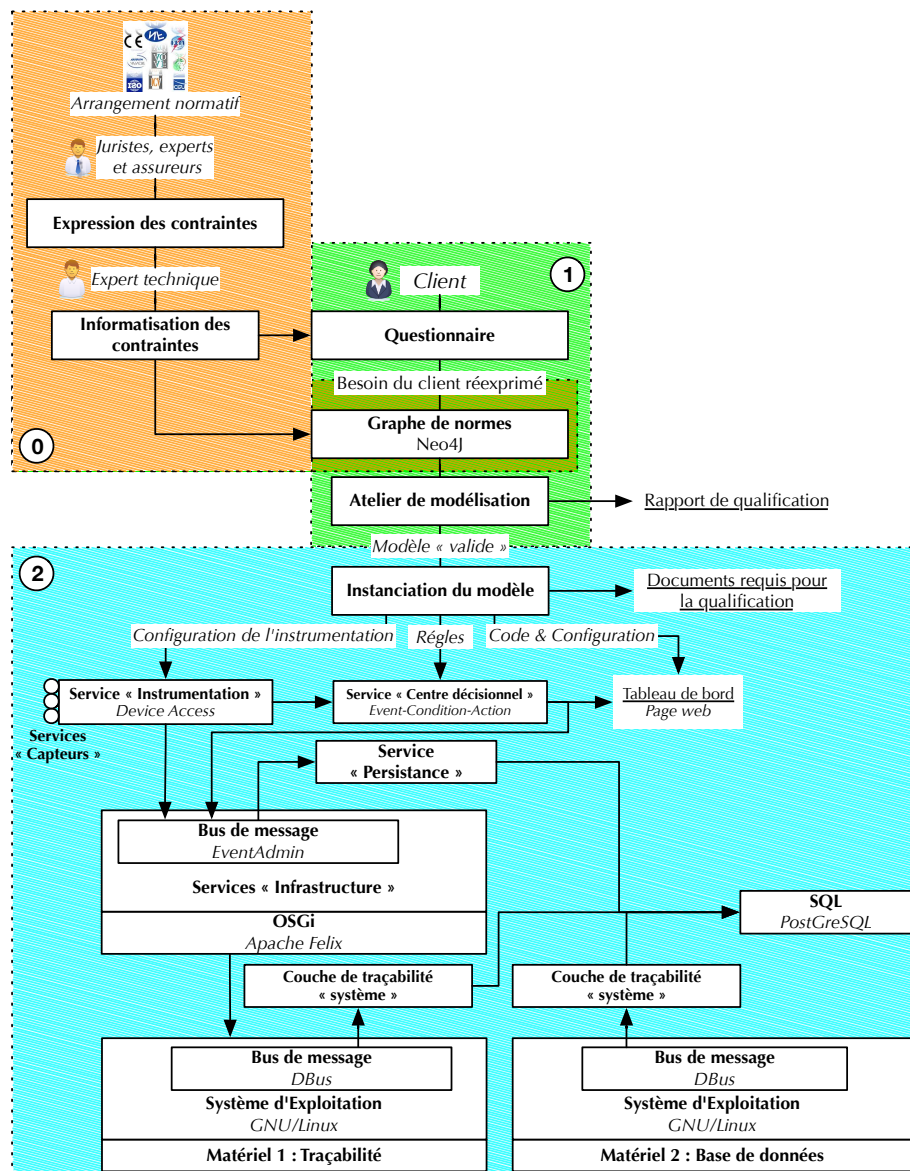 CE
NF
ISO
Arrangement normatif
Juristes, experts
et assureurs
Expression des contraintes
Expert technique
Informatisation des
contraintes
0
1
Client
Questionnaire
Besoin du client réexprimé
Graphe de normes
Neo4J
Atelier de modélisation
Rapport de qualification
Modèle « valide »
2
Instanciation du modèle
Documents requis pour
la qualification
Configuration de l'instrumentation
Régles
Code & Configuration
Service « Instrumentation »
Device Access
Services
« Capteurs »
Service « Centre décisionnel »
Event-Condition-Action
Tableau de bord
Page web
Service
« Persistance »
Bus de message
EventAdmin
Services « Infrastructure »
OSGi
Apache Felix
SQL
PostGreSQL
Couche de traçabilité
« système »
Couche de traçabilité
« système »
Bus de message
DBus
Système d'Exploitation
GNU/Linux
Matériel 1 : Traçabilité
Bus de message
DBus
Système d'Exploitation
GNU/Linux
Matériel 2 : Base de données